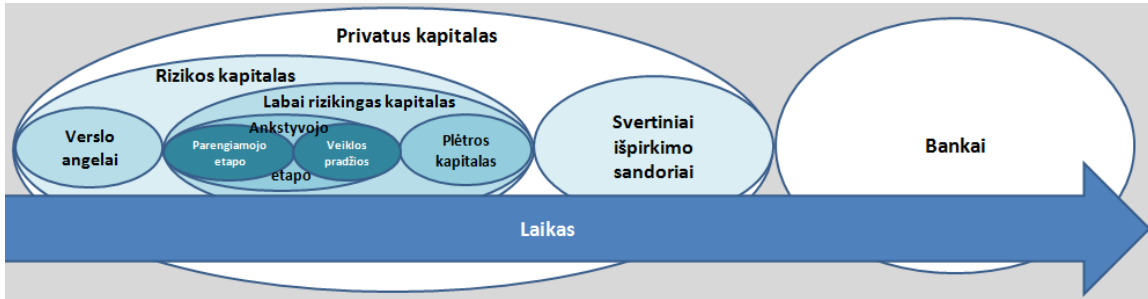 Privatus kapitalas
Rizikos kapitalas
Labai rizikingas kapitalas
Verslo
angelai
Ankstyvojo
etapo
Parengiamojo
etapo
Veiklos
pradžios
Plėtros
kapitalas
Svertiniai
išpirkimo
sandoriai
Bankai
Laikas